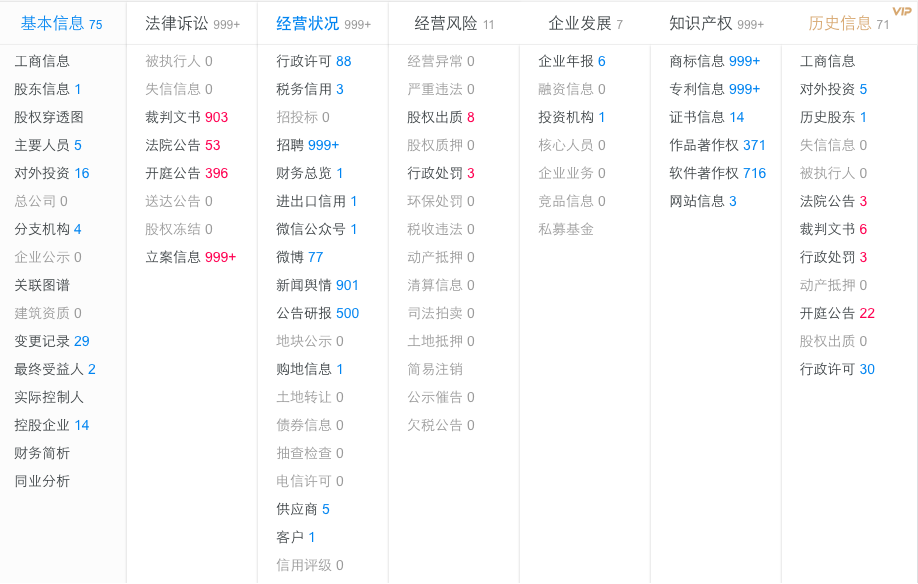 基本信息 75
工商信息
股东信息 1
股权穿透图
主要人员 5
对外投资 16
总公司 0
分支机构 4
企业公示 0
关联图谱
建筑资质 0
变更记录 29
最终受益人 2
实际控制人
控股企业 14
财务简析
同业分析
法律诉讼 999+
被执行人 0
失信信息 0
裁判文书 903
法院公告 53
开庭公告 396
送达公告 0
股权冻结 0
立案信息 999+
经营状况 999+
行政许可 88
税务信用 3
招投标 0
招聘 999+
财务总览 1
进出口信用 1
微信公众号 1
微博 77
新闻舆情 901
公告研报 500
地块公示 0
购地信息 1
土地转让 0
债券信息 0
抽查检查 0
电信许可 0
供应商 5
客户 1
信用评级 0
经营风险 11
经营异常 0
严重违法 0
股权出质 8
股权质押 0
行政处罚 3
环保处罚 0
税收违法 0
动产抵押 0
清算信息 0
司法拍卖 0
土地抵押 0
简易注销
公示催告 0
欠税公告 0
企业发展 7
企业年报 6
融资信息 0
投资机构 1
核心人员 0
企业业务 0
竞品信息 0
私募基金
知识产权 999+
商标信息 999+
专利信息 999+
证书信息 14
作品著作权 371
软件著作权 716
网站信息 3
VIP
历史信息 71
工商信息
对外投资 5
历史股东 1
失信信息 0
被执行人 0
法院公告 3
裁判文书 6
行政处罚 3
动产抵押 0
开庭公告 22
股权出质 0
行政许可 30